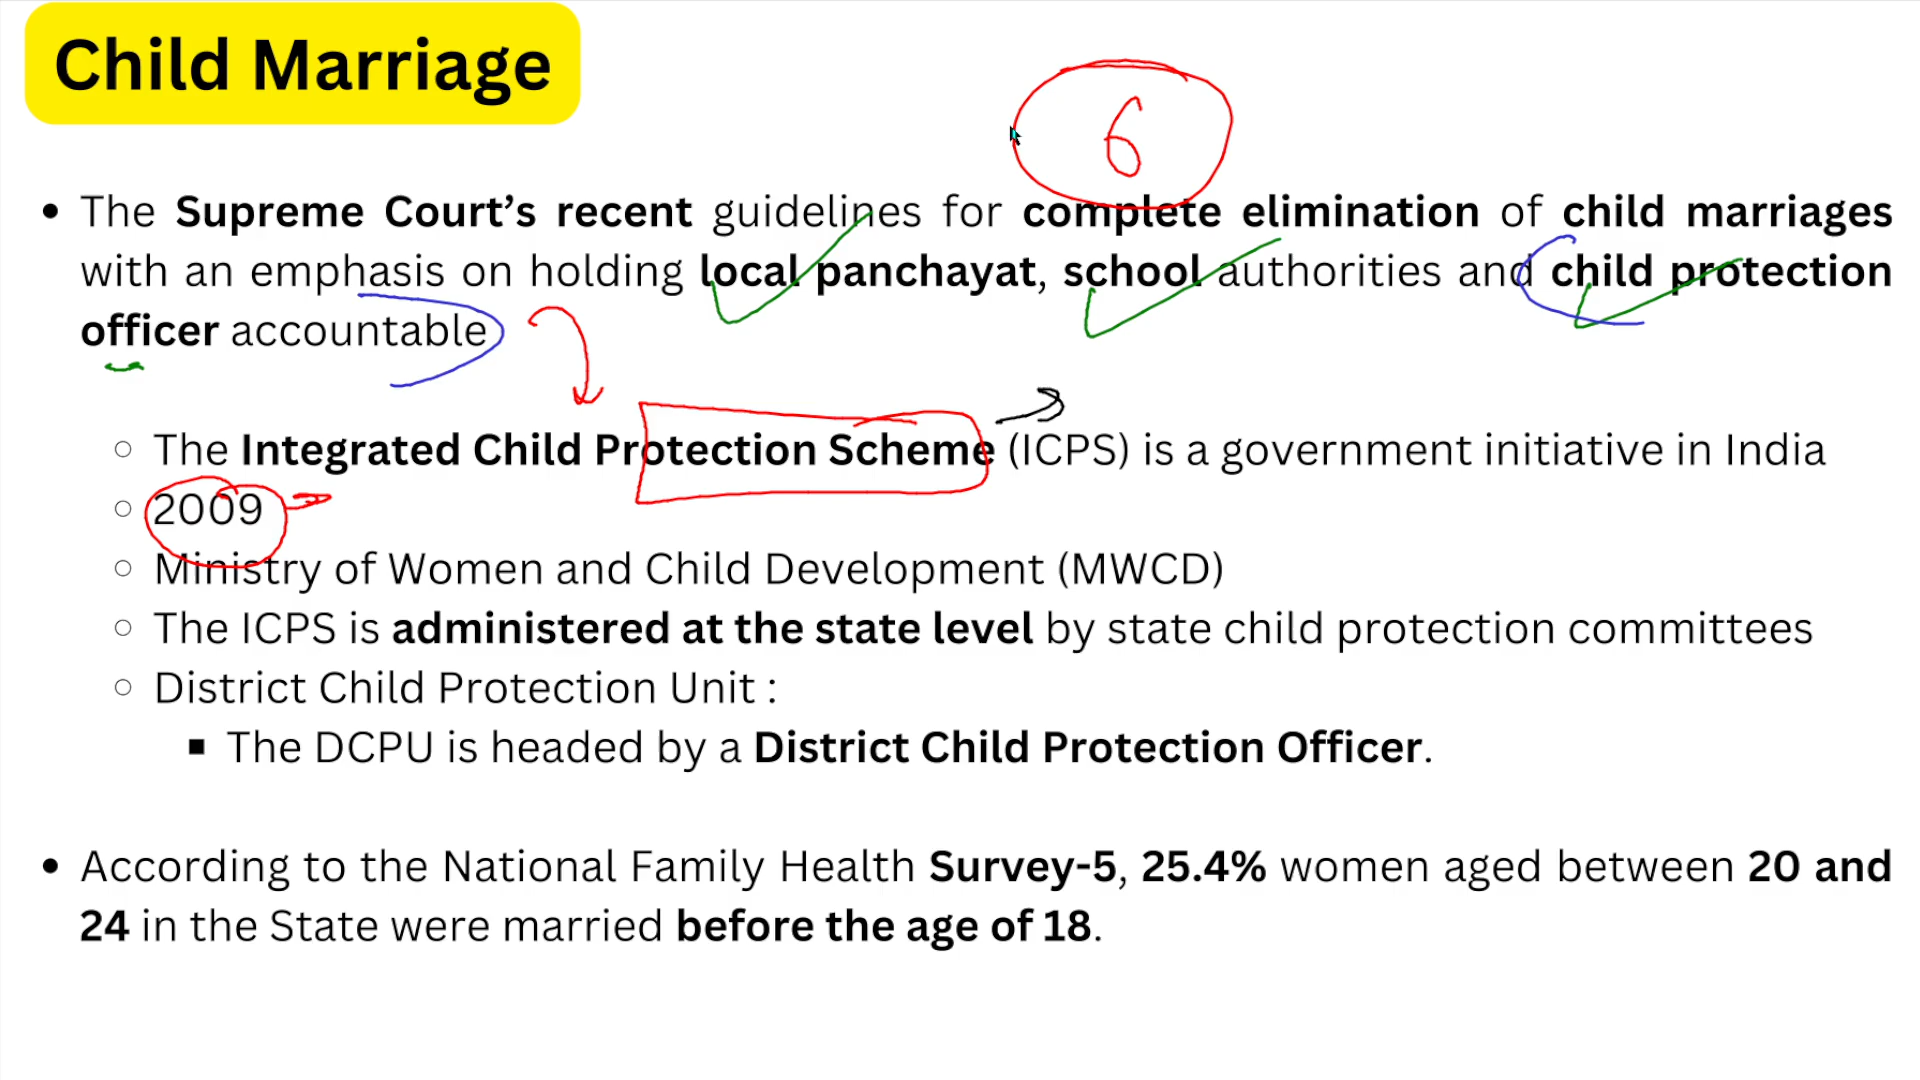 Child Marriage
6
• The Supreme Court’s recent guidelines for complete elimination of child marriages
with an emphasis on holding local panchayat, school authorities and child protection
officer accountable
○ The Integrated Child Protection Scheme (ICPS) is a government initiative in India
○ 2009
○ Ministry of Women and Child Development (MWCD)
○ The ICPS is administered at the state level by state child protection committees
○ District Child Protection Unit :
▪ The DCPU is headed by a District Child Protection Officer.
• According to the National Family Health Survey-5, 25.4% women aged between 20 and
24 in the State were married before the age of 18.